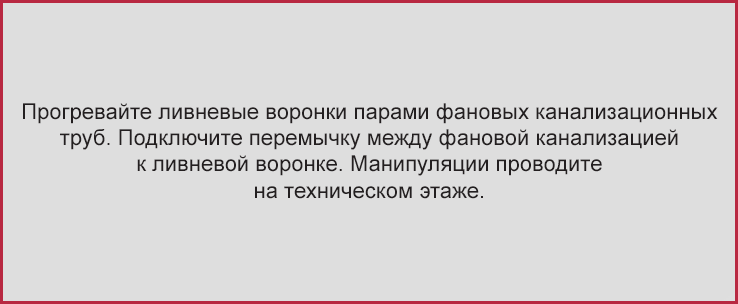 Прогревайте ливневые воронки парами фановых канализационных
труб. Подключите перемычку между фановой канализацией
к ливневой воронке. Манипуляции проводите
на техническом этаже.